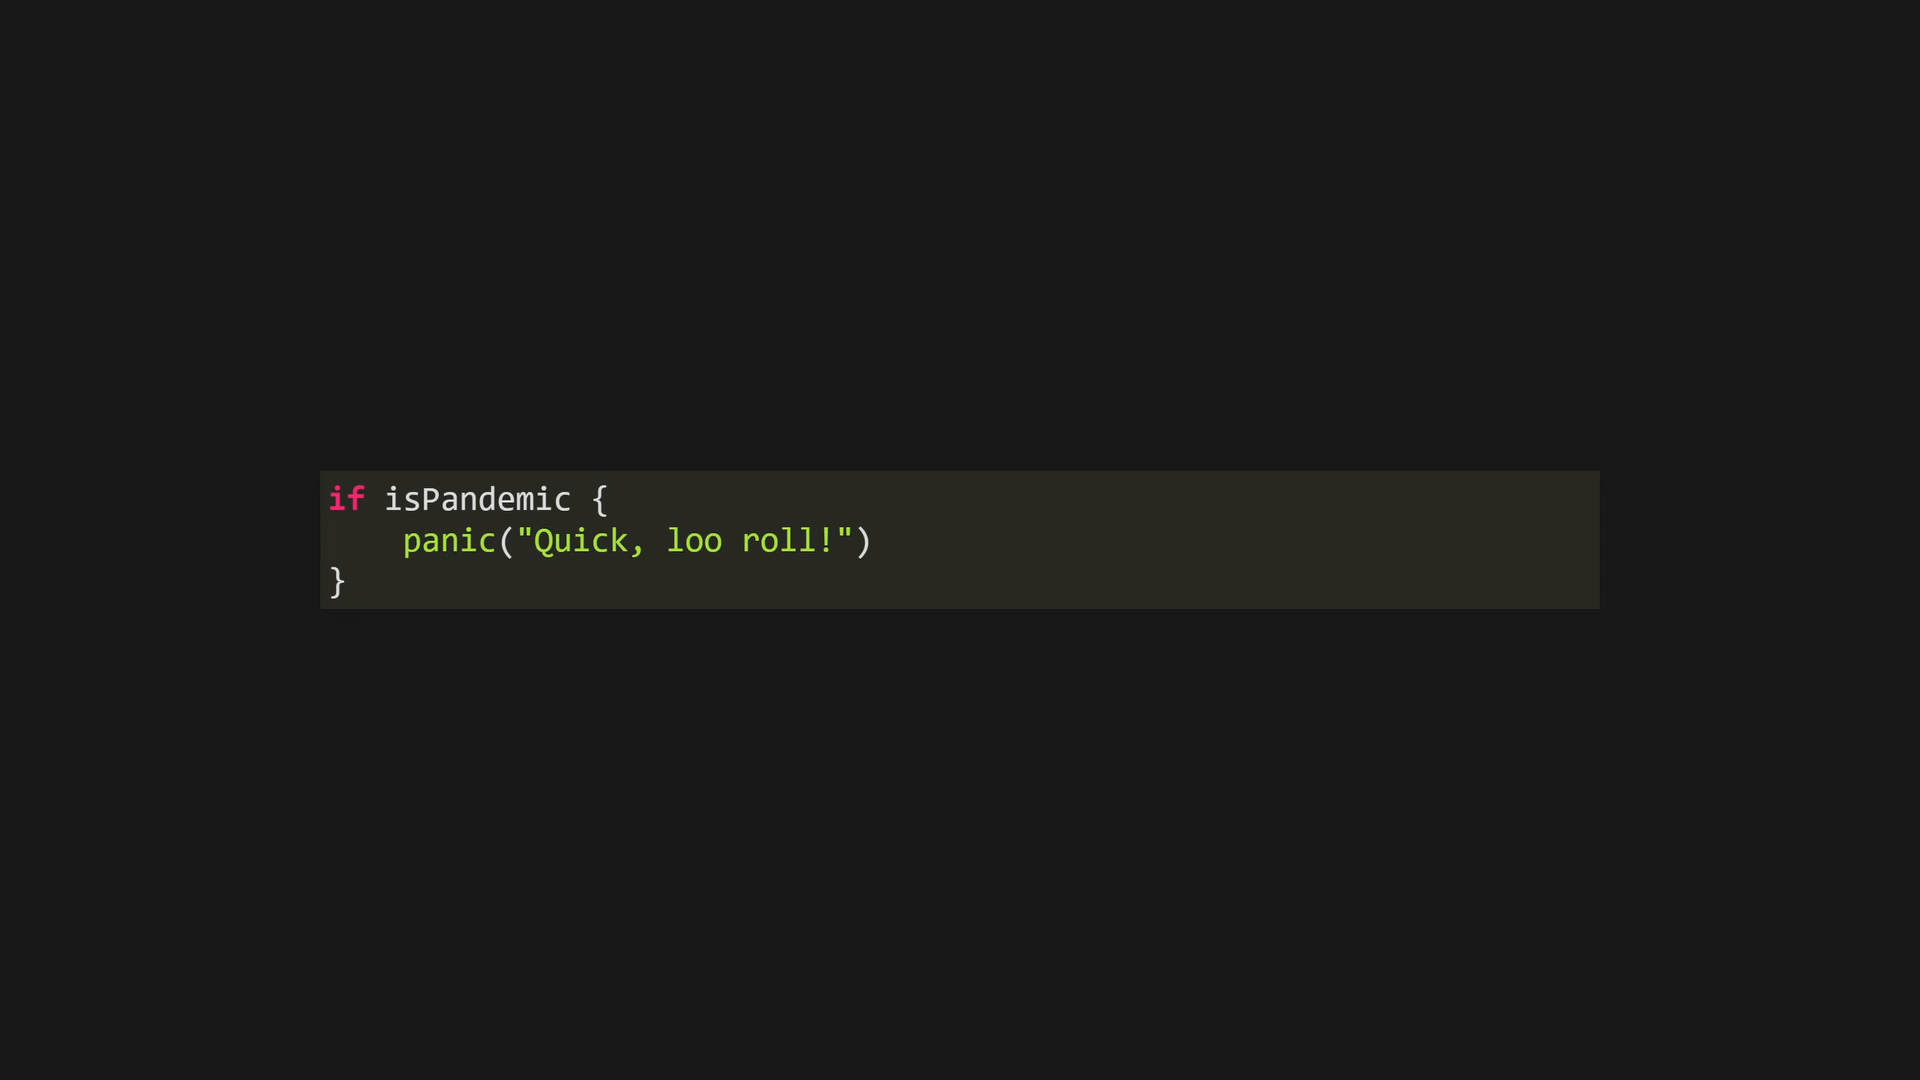 if isPandemic {
    panic("Quick, loo roll!")
}